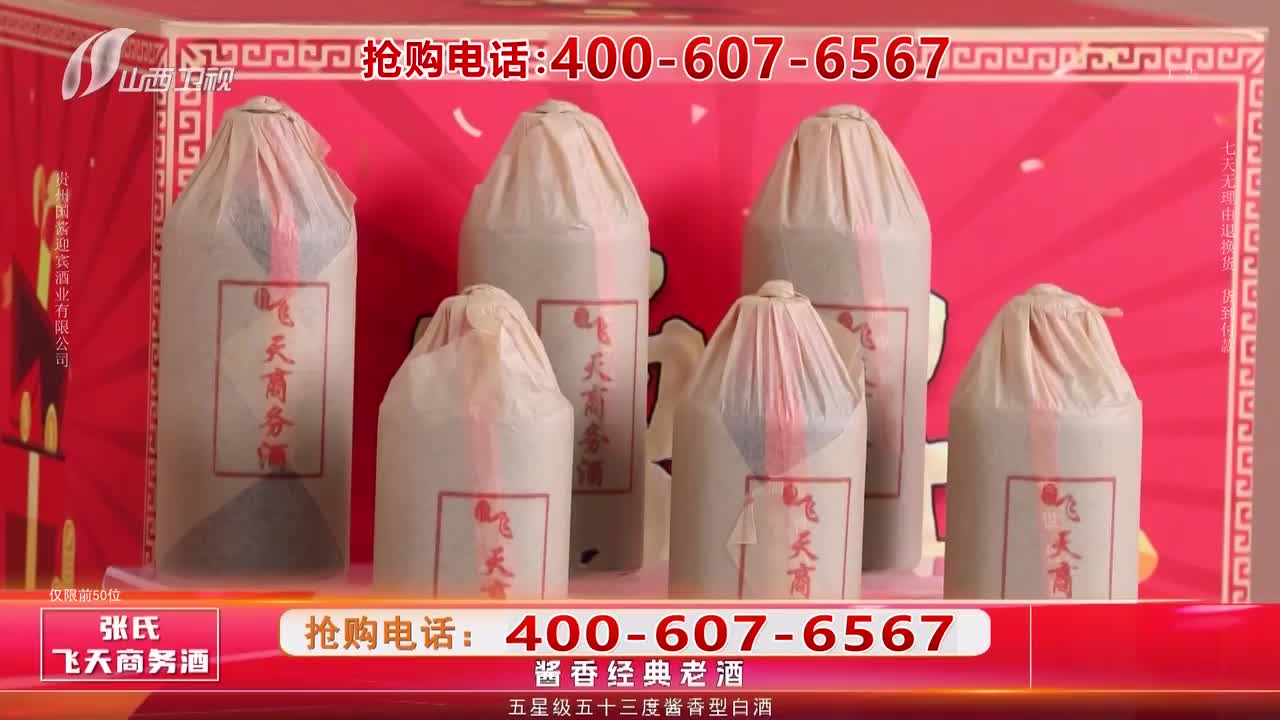 山西卫视
抢购电话:400-607-6567
贵州国酱迎宾酒业有限公司
七天无理由退换货 货到付款
飞天商务酒
飞天商务酒
飞天商
飞天商
飞天商
仅限前50位
张氏
飞天商务酒
抢购电话：400-607-6567
酱香经典老酒
五星级五十三度酱香型白酒